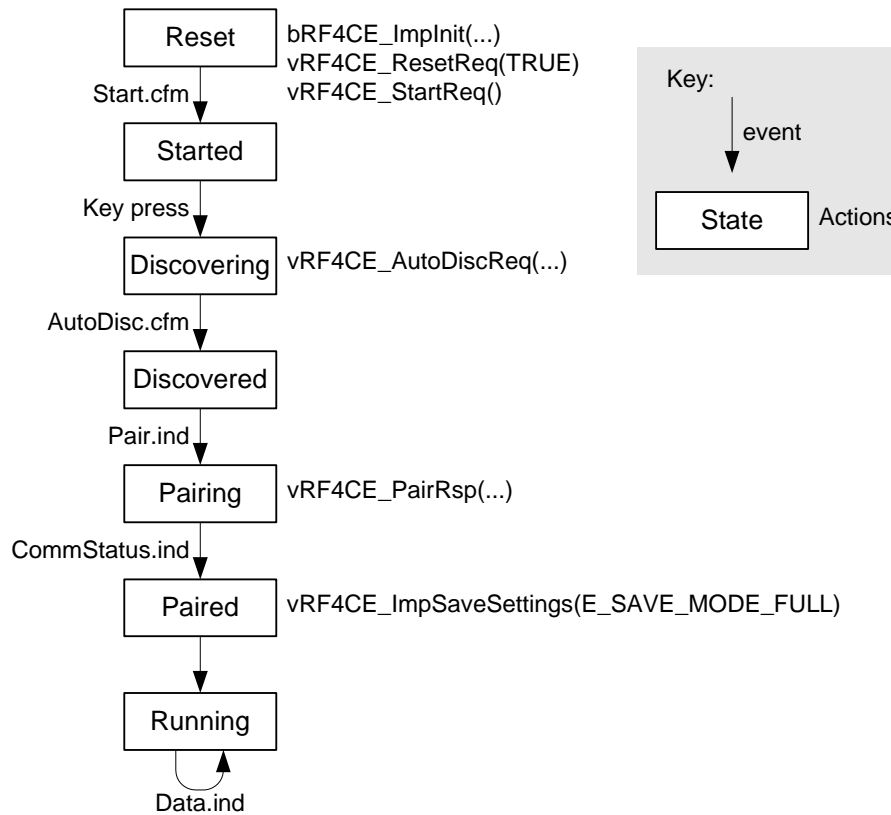 Reset
bRF4CE_ImpInit(...)
vRF4CE_ResetReq(TRUE)
vRF4CE_StartReq()
Start.cfm
Started
Key press
Discovering
vRF4CE_AutoDiscReq(...)
AutoDisc.cfm
Discovered
Pair.ind
Pairing
vRF4CE_PairRsp(...)
CommStatus.ind
Paired
vRF4CE_ImpSaveSettings(E_SAVE_MODE_FULL)
Running
Data.ind
Key:
event
State
Actions